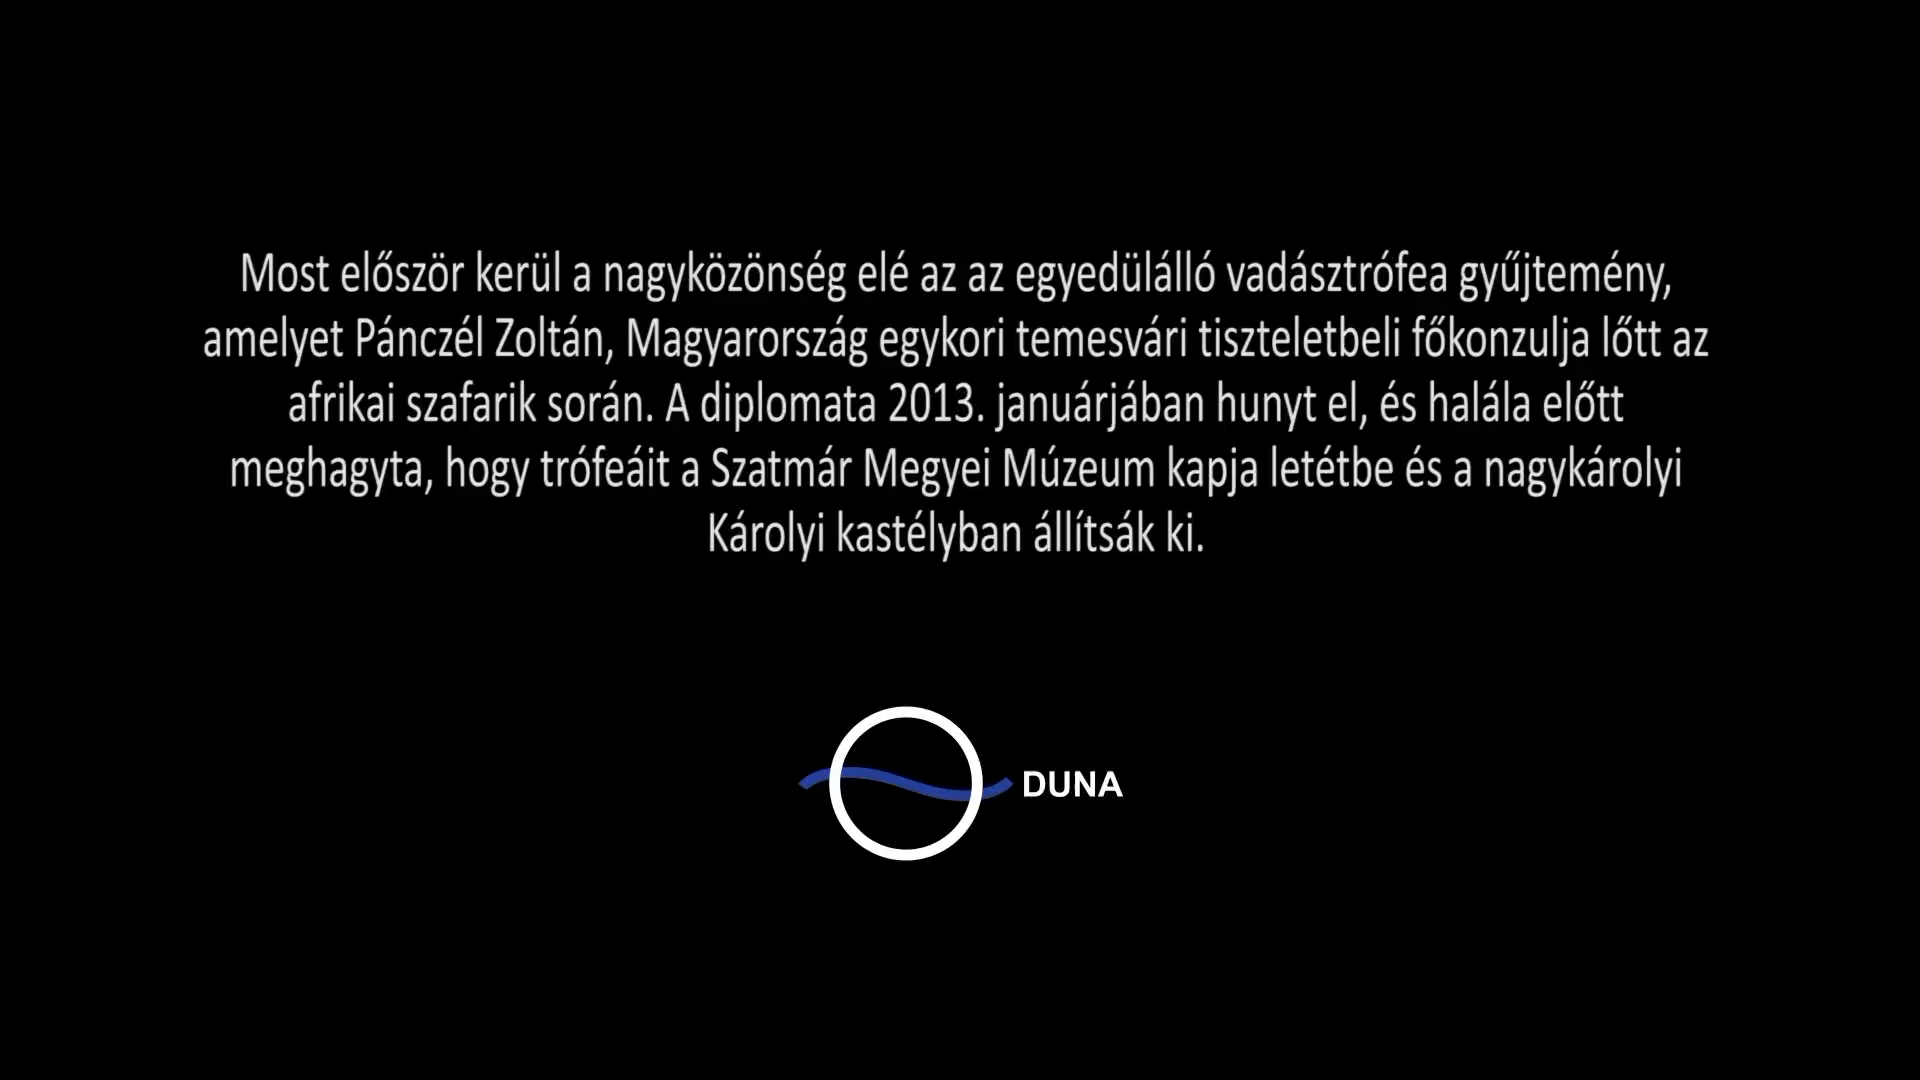 Most először kerül a nagyközönség elé az az egyedülálló vadásztrófea gyűjtemény,
amelyet Pánczél Zoltán, Magyarország egykori temesvári tiszteletbeli főkonzulja lőtt az
afrikai szafarik során. A diplomata 2013. januárjában hunyt el, és halála előtt
meghagyta, hogy trófeáit a Szatmár Megyei Múzeum kapja letétbe és a nagykárolyi
Károlyi kastélyban állítsák ki.
DUNA